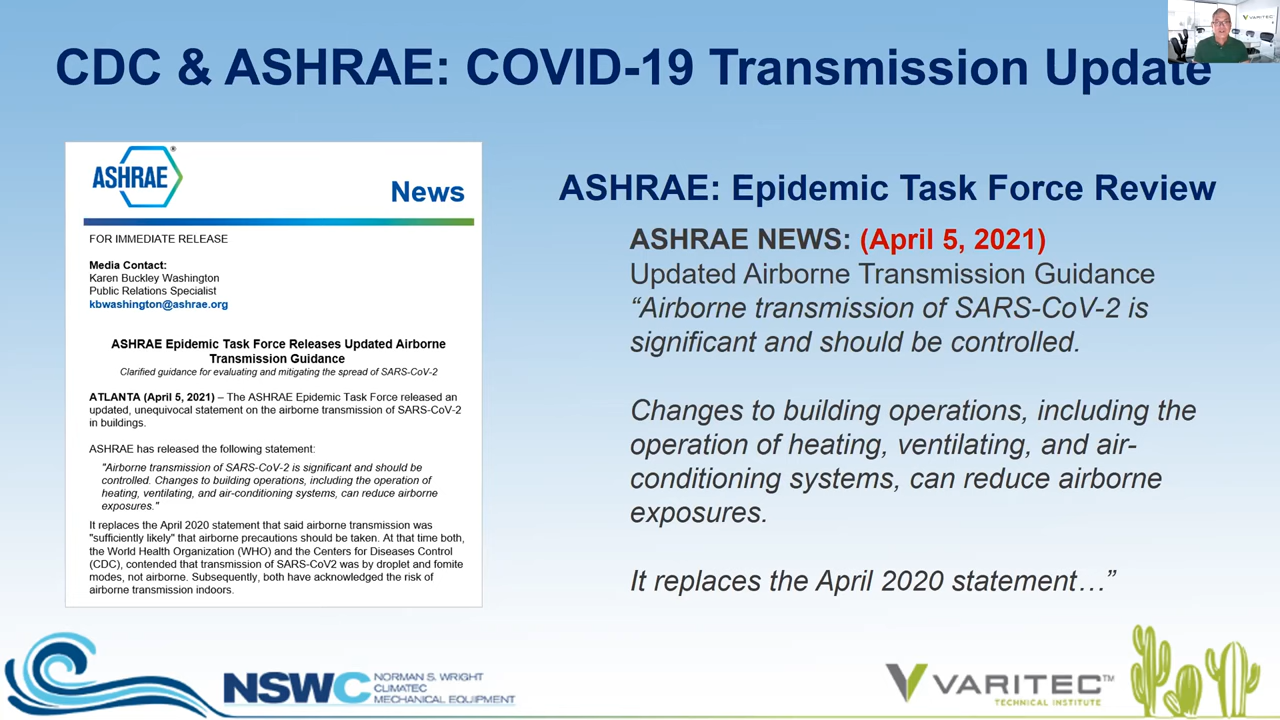 VARITEC
CDC & ASHRAE: COVID-19 Transmission Update
ASHRAE®
News
FOR IMMEDIATE RELEASE
Media Contact:
Karen Buckley Washington
Public Relations Specialist
kbwashington@ashrae.org
ASHRAE Epidemic Task Force Releases Updated Airborne
Transmission Guidance
Clarified guidance for evaluating and mitigating the spread of SARS-CoV-2
ATLANTA (April 5, 2021) – The ASHRAE Epidemic Task Force released an
updated, unequivocal statement on the airborne transmission of SARS-CoV-2
in buildings.
ASHRAE has released the following statement:
"Airborne transmission of SARS-CoV-2 is significant and should be
controlled. Changes to building operations, including the operation of
heating, ventilating, and air-conditioning systems, can reduce airborne
exposures."
It replaces the April 2020 statement that said airborne transmission was
"sufficiently likely" that airborne precautions should be taken. At that time both,
the World Health Organization (WHO) and the Centers for Diseases Control
(CDC), contended that transmission of SARS-CoV2 was by droplet and fomite
modes, not airborne. Subsequently, both have acknowledged the risk of
airborne transmission indoors.
ASHRAE: Epidemic Task Force Review
ASHRAE NEWS: (April 5, 2021)
Updated Airborne Transmission Guidance
“Airborne transmission of SARS-CoV-2 is
significant and should be controlled.
Changes to building operations, including the
operation of heating, ventilating, and air-
conditioning systems, can reduce airborne
exposures.
It replaces the April 2020 statement…”
NSWC
NORMAN S. WRIGHT
CLIMATEC
MECHANICAL EQUIPMENT
VARITEC™
TECHNICAL INSTITUTE